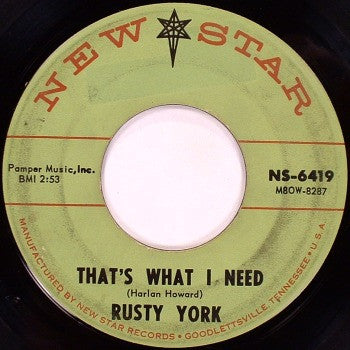 NEW STAR
Pamper Music, Inc.
BMI 2:53
NS-6419
M8OW-8287
THAT'S WHAT I NEED
(Harlan Howard)
RUSTY YORK
MANUFACTURED BY NEW STAR RECORDS • GOODLETTSVILLE, TENNESSEE • U. S. A.